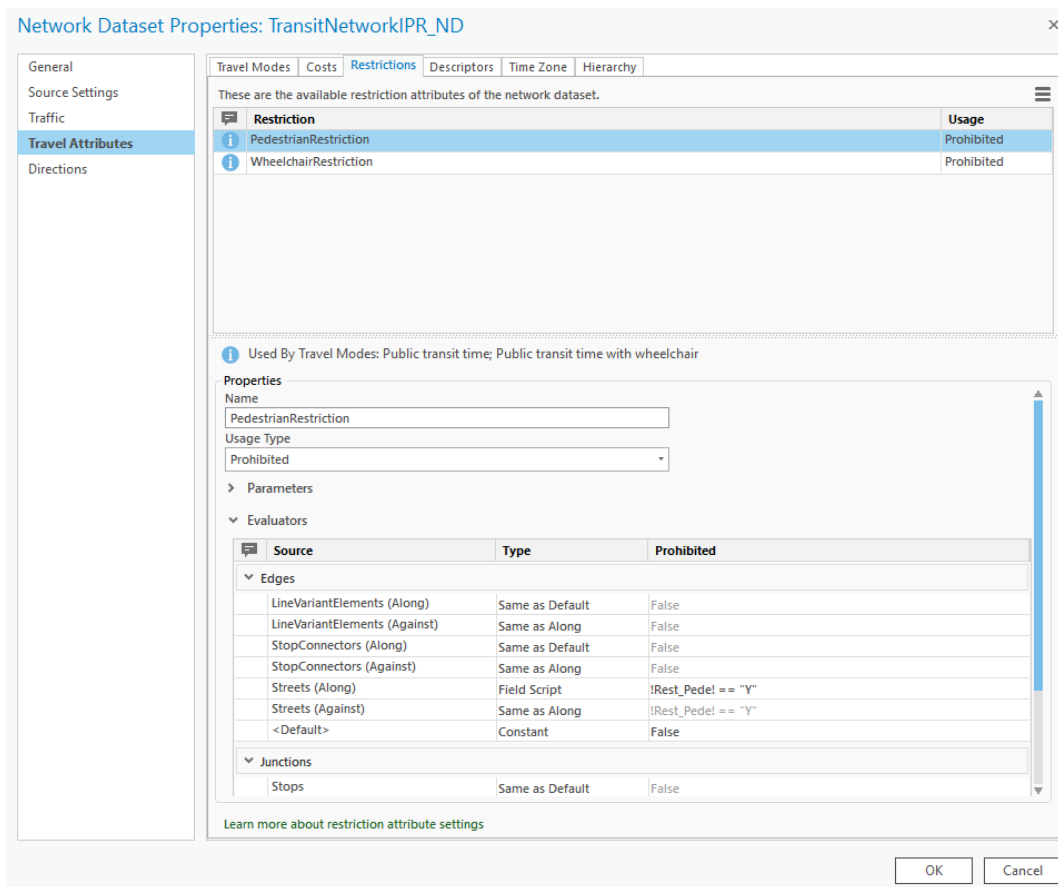 Network Dataset Properties: TransitNetworkIPR_ND
General
Source Settings
Traffic
Travel Attributes
Directions
Travel Modes Costs Restrictions Descriptors Time Zone Hierarchy
These are the available restriction attributes of the network dataset.
Restriction Usage
PedestrianRestriction Prohibited
WheelchairRestriction Prohibited
Used By Travel Modes: Public transit time; Public transit time with wheelchair
Properties
Name
PedestrianRestriction
Usage Type
Prohibited
Parameters
Evaluators
Source Type Prohibited
Edges
LineVariantElements (Along) Same as Default False
LineVariantElements (Against) Same as Along False
StopConnectors (Along) Same as Default False
StopConnectors (Against) Same as Along False
Streets (Along) Field Script !Rest_Pede! == "Y"
Streets (Against) Same as Along !Rest_Pede! == "Y"
<Default> Constant False
Junctions
Stops Same as Default False
Learn more about restriction attribute settings
OK Cancel